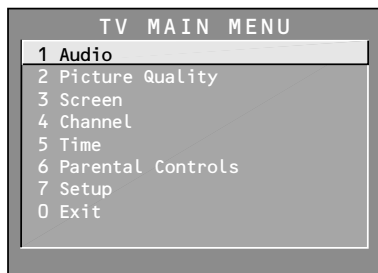 TV MAIN MENU
1 Audio
2 Picture Quality
3 Screen
4 Channel
5 Time
6 Parental Controls
7 Setup
0 Exit